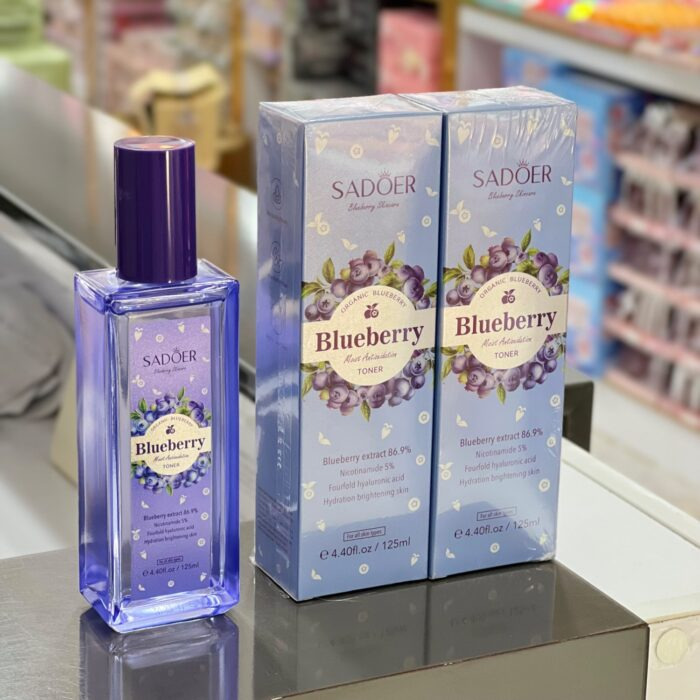 SADOER
Blueberry Skincare
ORGANIC BLUEBERRY
Blueberry
Moist Antioxidation
TONER
Blueberry extract 86.9%
Nicotinamide 5%
Fourfold hyaluronic acid
Hydration brightening skin
For all skin types
℮ 4.40fl.oz / 125ml
SADOER
Blueberry Skincare
ORGANIC BLUEBERRY
Blueberry
Moist Antioxidation
TONER
Blueberry extract 86.9%
Nicotinamide 5%
Fourfold hyaluronic acid
Hydration brightening skin
For all skin types
℮ 4.40fl.oz / 125ml
SADOER
Blueberry Skincare
ORGANIC BLUEBERRY
Blueberry
Moist Antioxidation
TONER
Blueberry extract 86.9%
Nicotinamide 5%
Fourfold hyaluronic acid
Hydration brightening skin
For all skin types
℮ 4.40fl.oz / 125ml